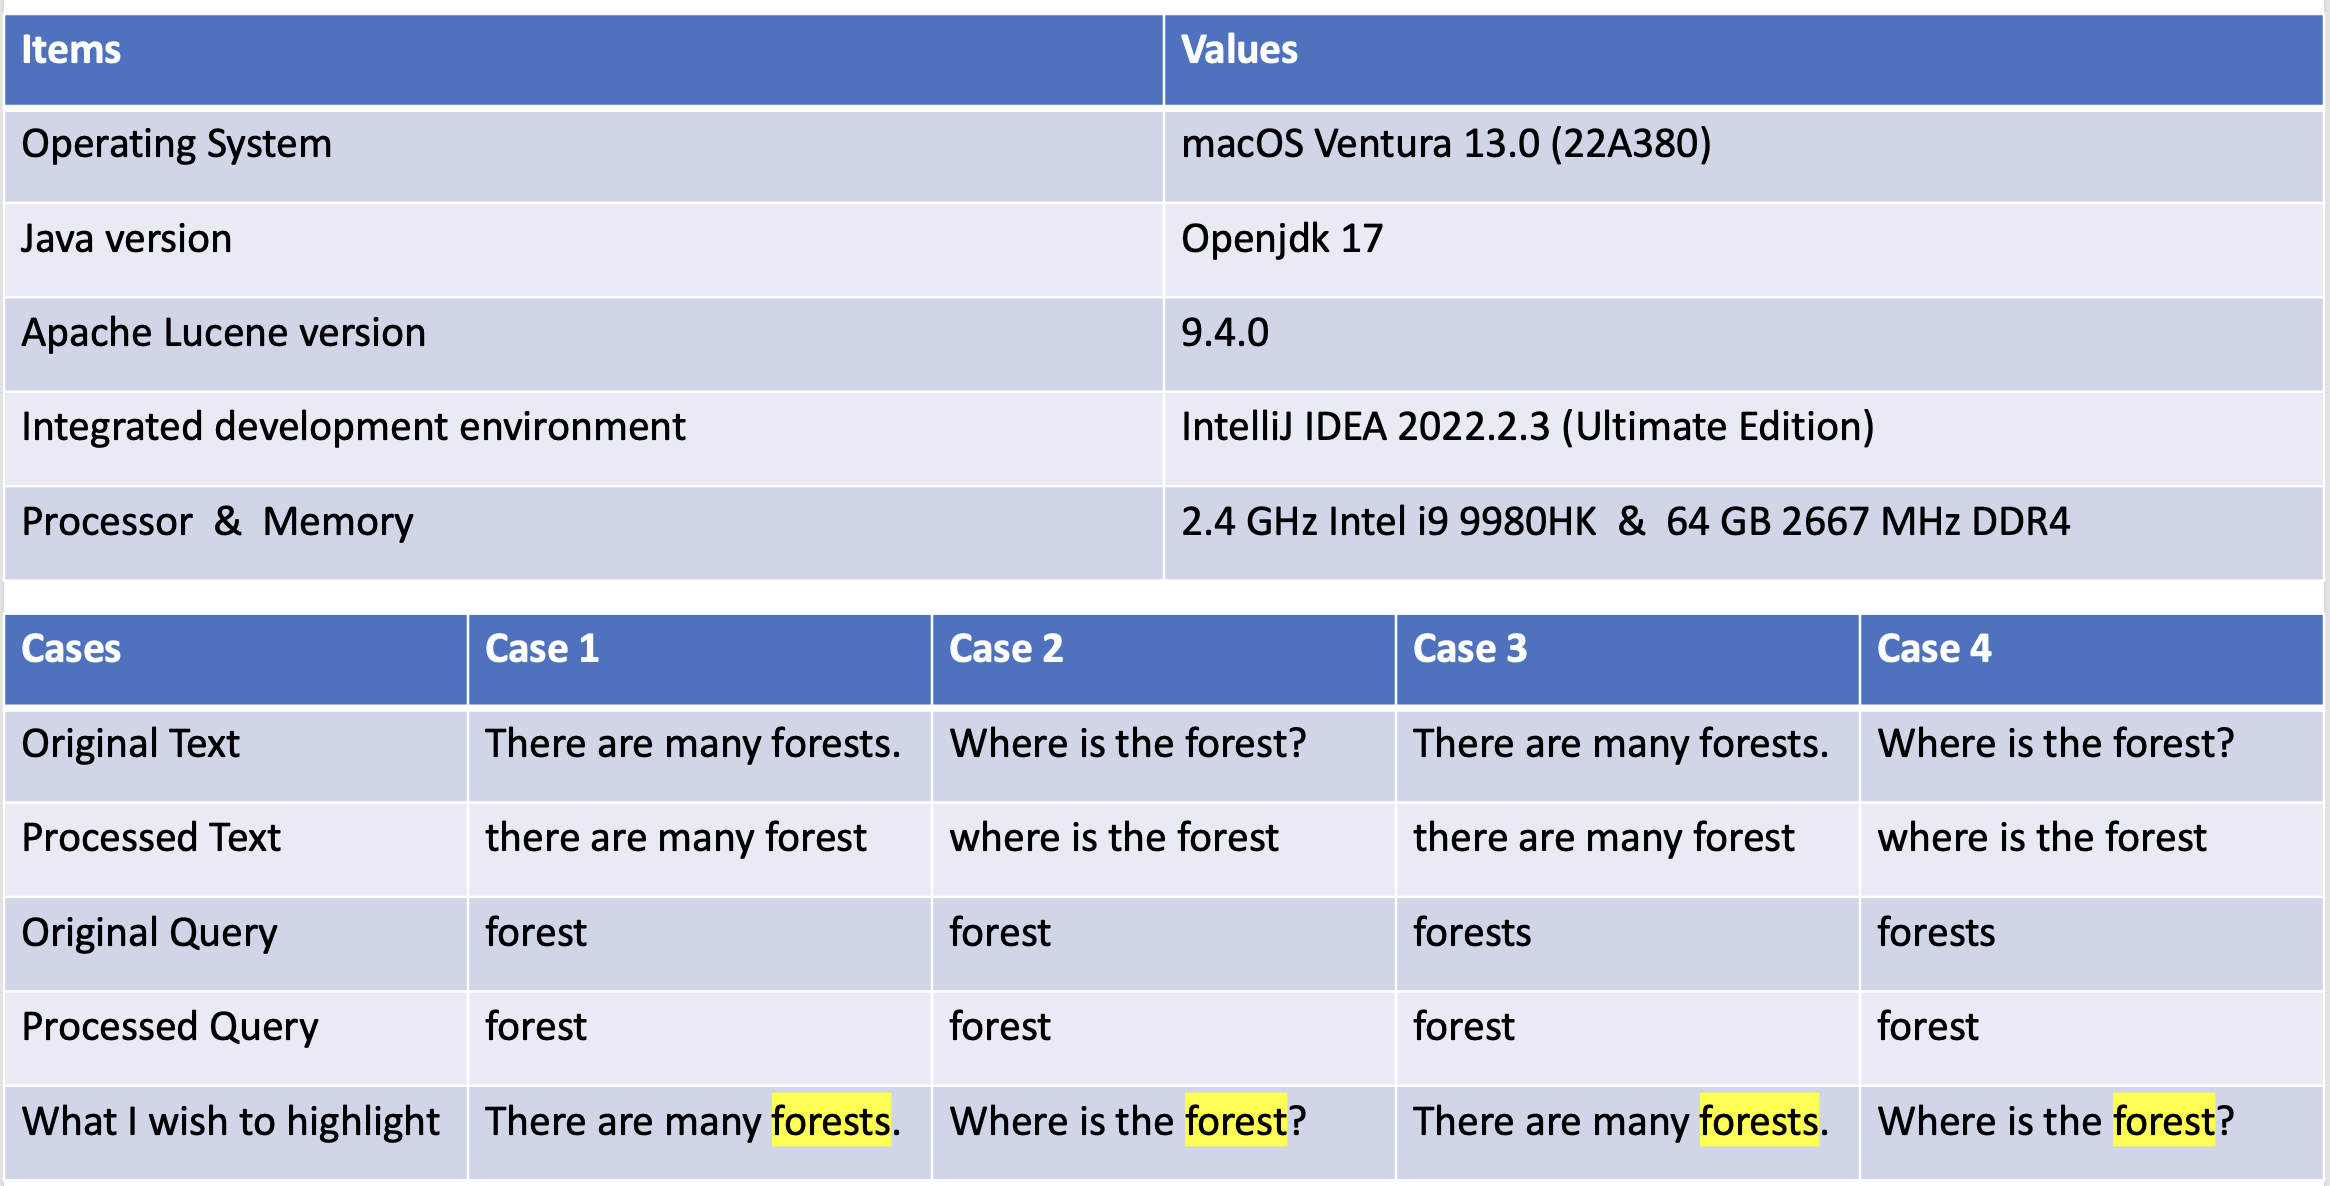 Items Values
Operating System macOS Ventura 13.0 (22A380)
Java version Openjdk 17
Apache Lucene version 9.4.0
Integrated development environment IntelliJ IDEA 2022.2.3 (Ultimate Edition)
Processor & Memory 2.4 GHz Intel i9 9980HK & 64 GB 2667 MHz DDR4
Cases Case 1 Case 2 Case 3 Case 4
Original Text There are many forests. Where is the forest? There are many forests. Where is the forest?
Processed Text there are many forest where is the forest there are many forest where is the forest
Original Query forest forest forests forests
Processed Query forest forest forest forest
What I wish to highlight There are many forests. Where is the forest? There are many forests. Where is the forest?